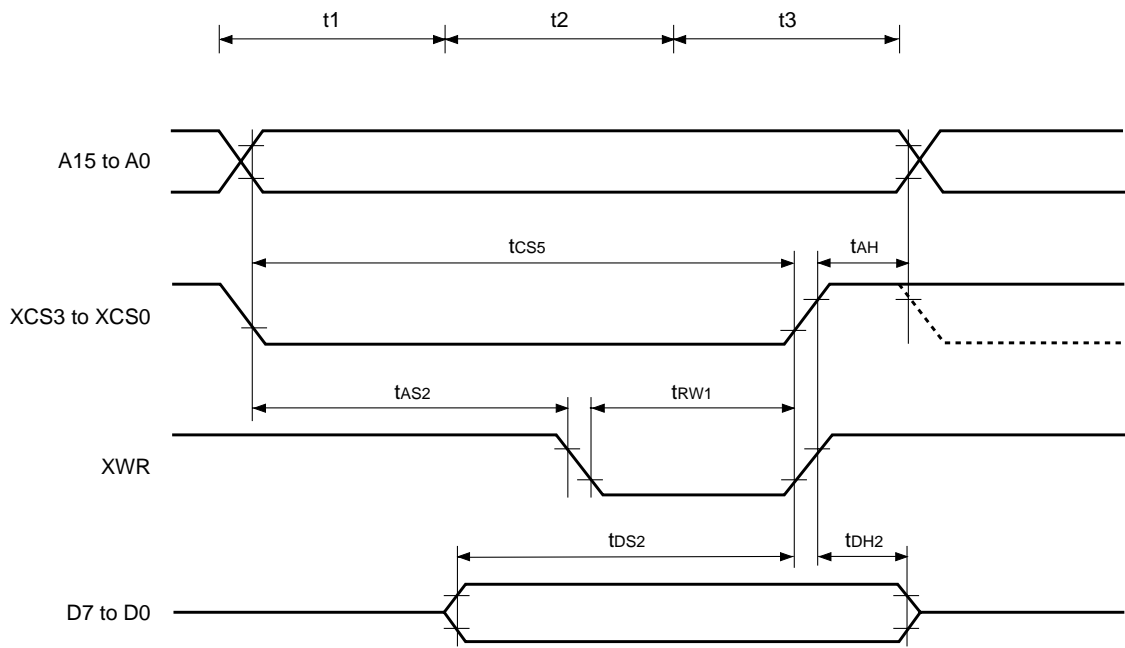 t1 t2 t3
A15 to A0
tCS5 tAH
XCS3 to XCS0
tAS2 tRW1
XWR
tDS2 tDH2
D7 to D0